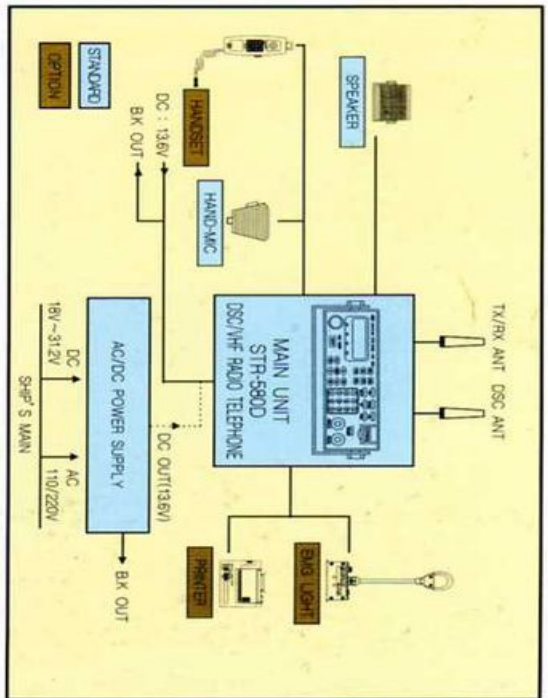 TX/RX ANT
DSC ANT
SPEAKER
MAIN UNIT
STR-580D
DSC/VHF RADIO TELEPHONE
HAND-MIC
HANDSET
EMG LIGHT
PRINTER
DC : 13.6V
B.K OUT
DC OUT(13.6V)
AC/DC POWER SUPPLY
B.K OUT
DC
18V~31.2V
AC
110/220V
SHIP'S MAIN
STANDARD
OPTION